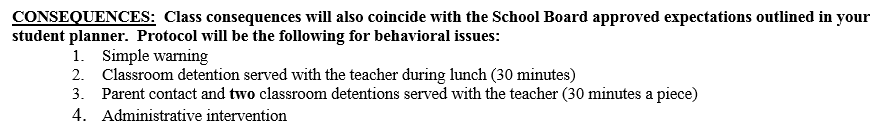 CONSEQUENCES: Class consequences will also coincide with the School Board approved expectations outlined in your
student planner. Protocol will be the following for behavioral issues:
1. Simple warning
2. Classroom detention served with the teacher during lunch (30 minutes)
3. Parent contact and two classroom detentions served with the teacher (30 minutes a piece)
4. Administrative intervention